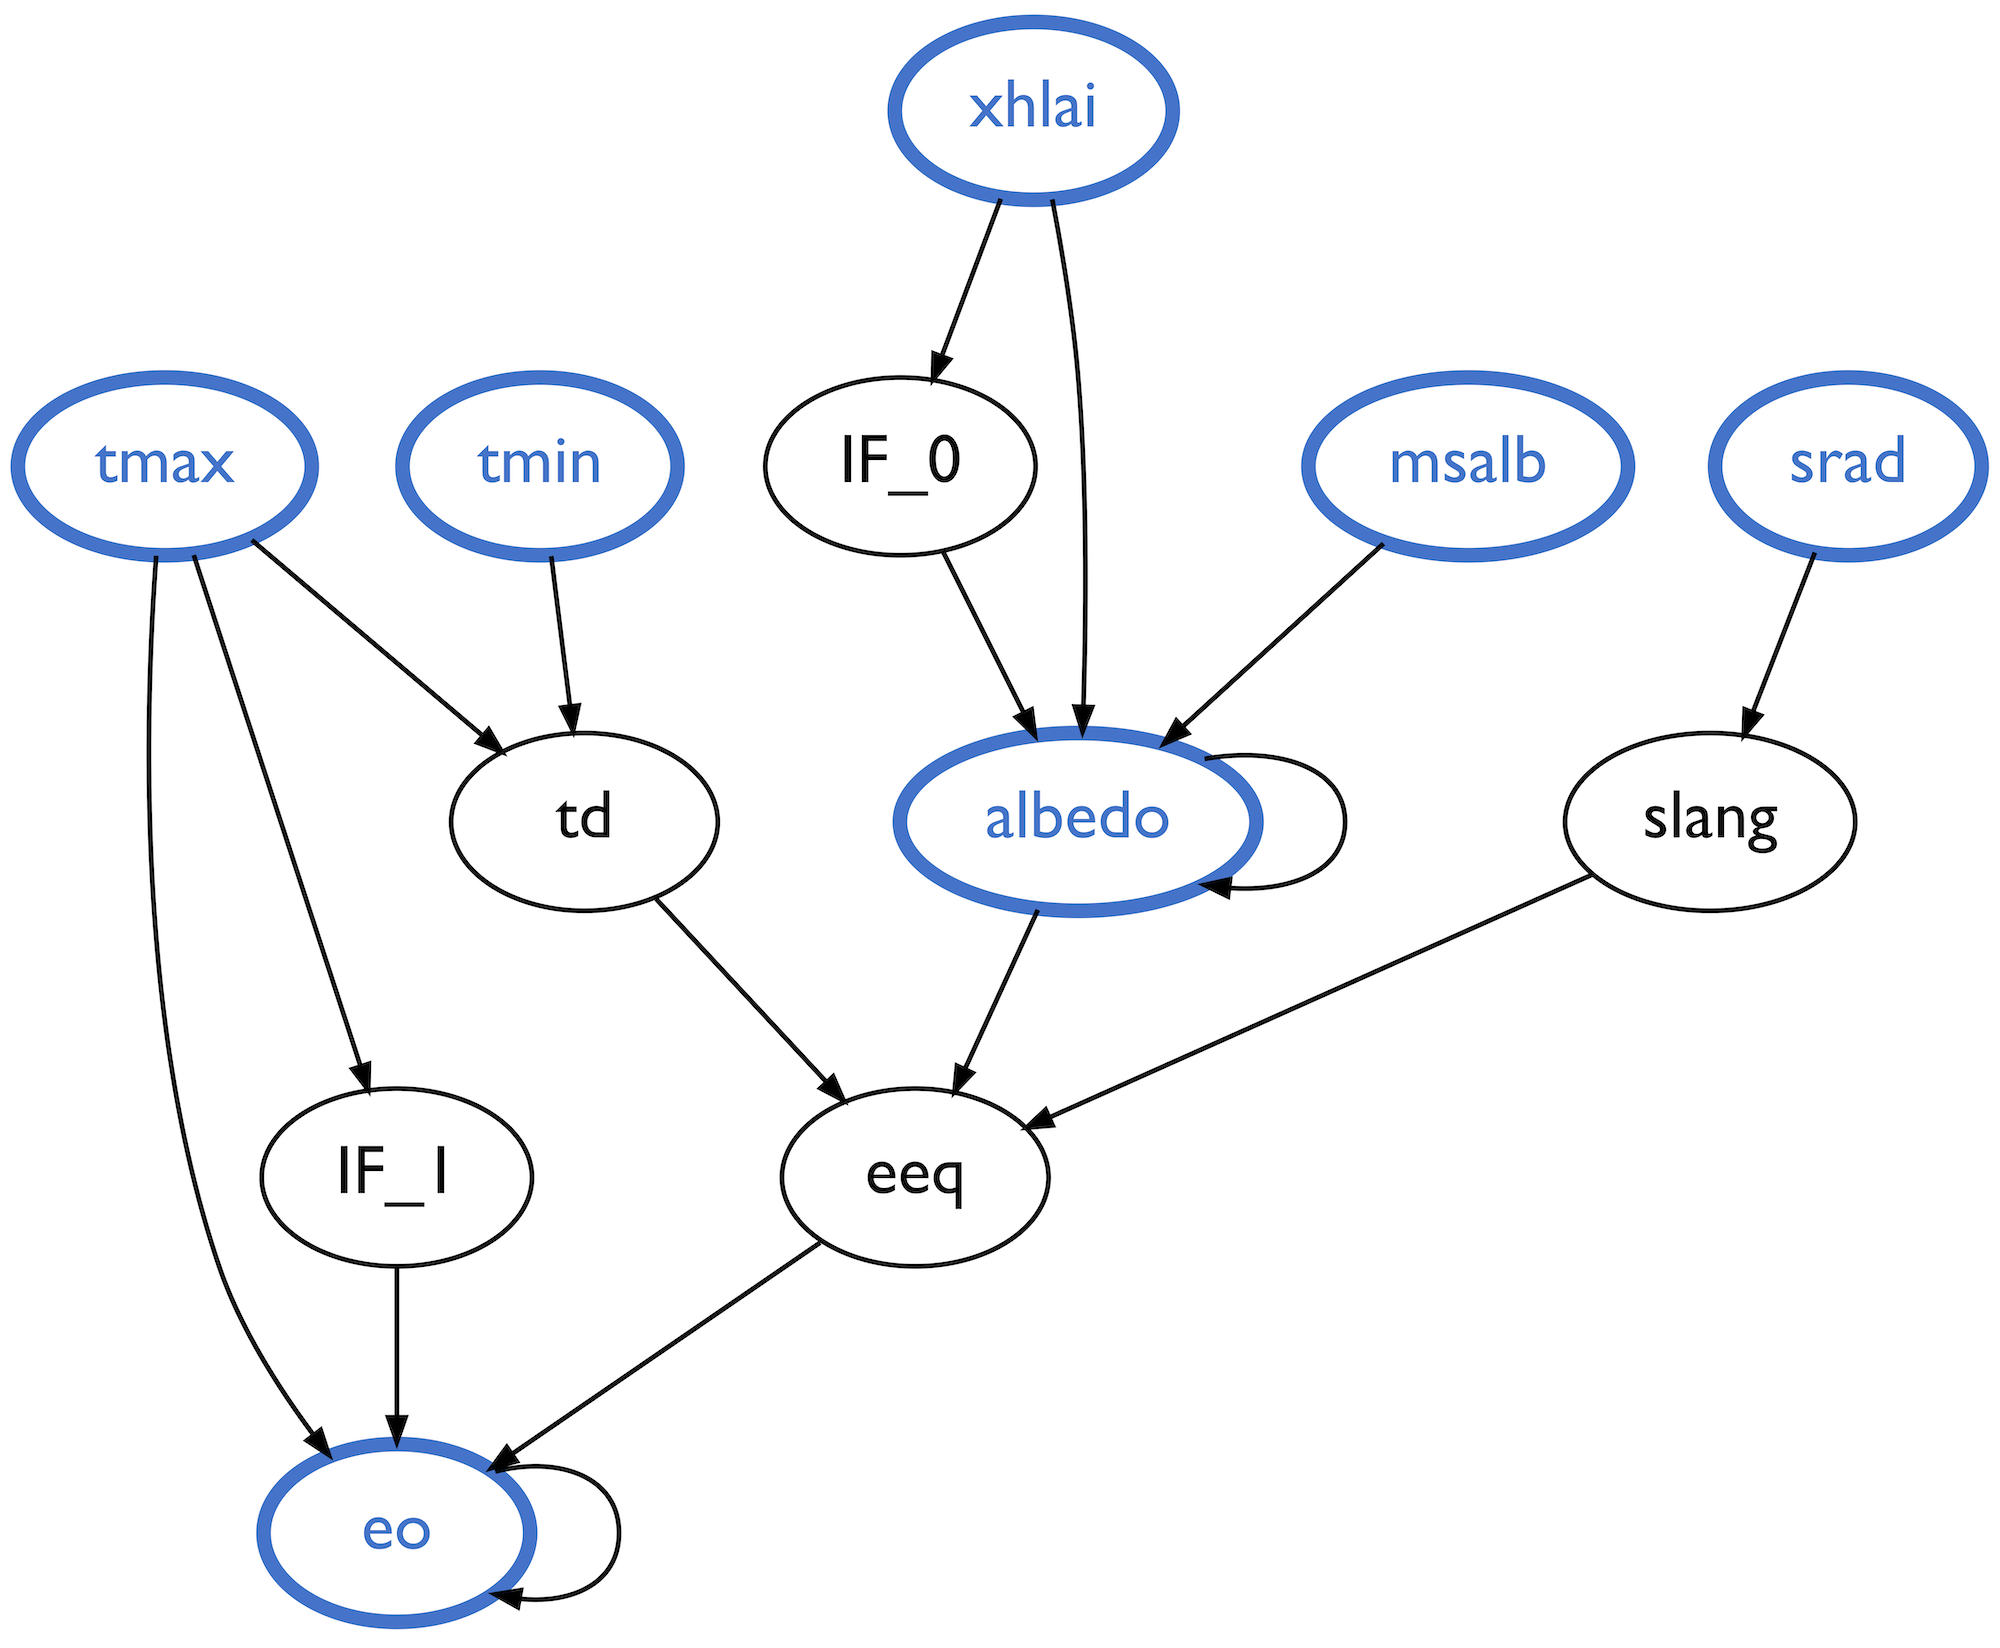 xhlai
tmax
tmin
IF_0
msalb
srad
td
albedo
slang
IF_1
eeq
eo